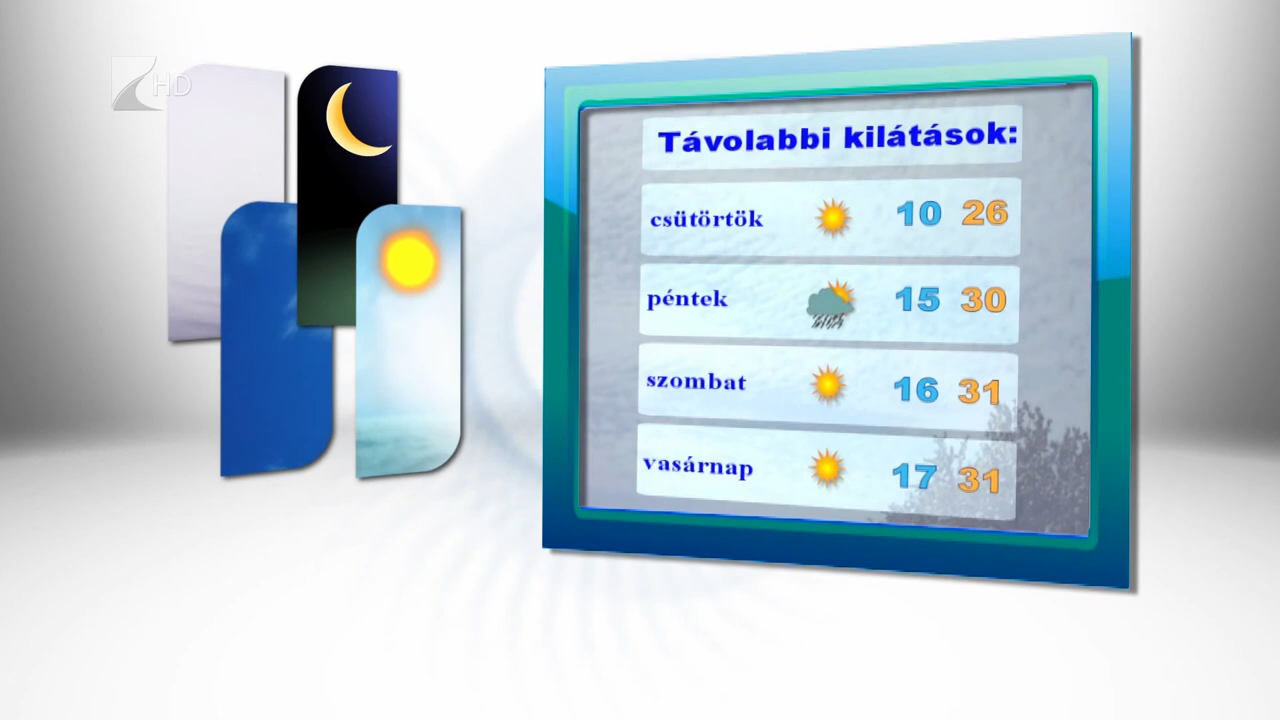 HD
Távolabbi kilátások:
csütörtök 10 26
péntek 15 30
szombat 16 31
vasárnap 17 31